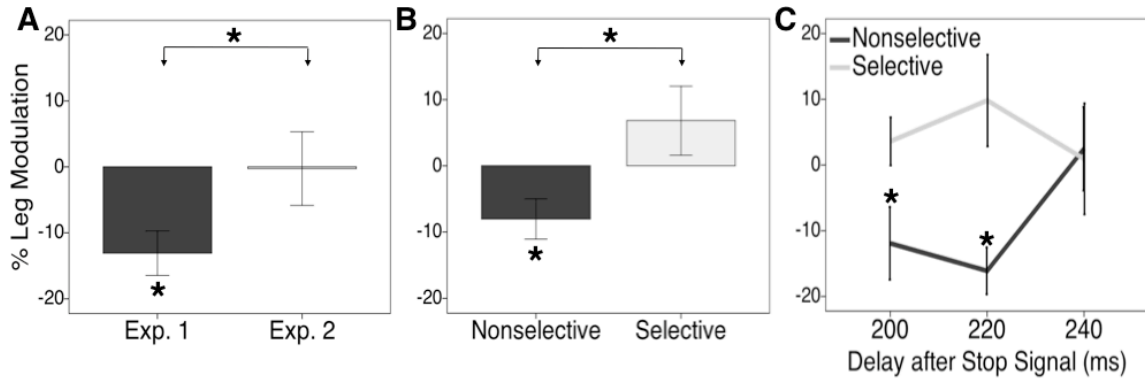 A
% Leg Modulation
20
10
0
-10
-20
*
*
Exp. 1
Exp. 2
B
20
10
0
-10
-20
*
*
Nonselective
Selective
C
20
10
0
-10
-20
Nonselective
Selective
*
*
200
220
240
Delay after Stop Signal (ms)